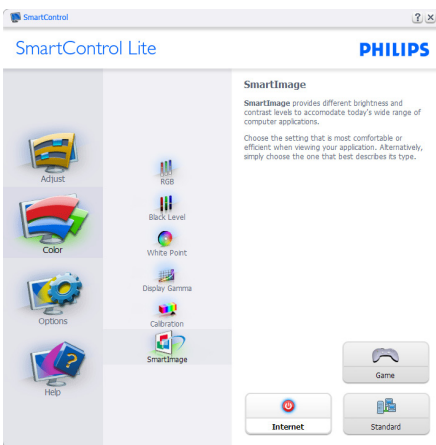 SmartControl
SmartControl Lite
PHILIPS
Adjust
Color
Options
Help
RGB
Black Level
White Point
Display Gamma
Calibration
SmartImage
SmartImage
SmartImage provides different brightness and
contrast levels to accomodate today's wide range of
computer applications.
Choose the setting that is most comfortable or
efficient when viewing your application. Alternatively,
simply choose the one that best describes its type.
Game
Internet
Standard